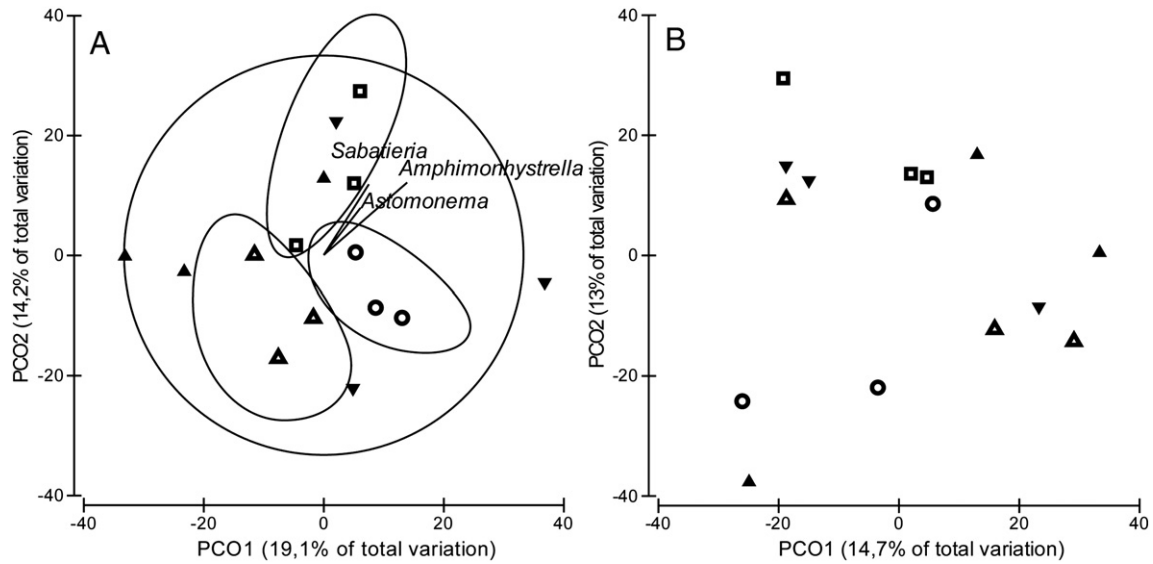 A
40
20
0
-20
-40
PCO2 (14,2% of total variation)
Sabatieria
Amphimonhystrella
Astomonema
-40
-20
0
20
40
PCO1 (19,1% of total variation)
B
40
20
0
-20
-40
PCO2 (13% of total variation)
-40
-20
0
20
40
PCO1 (14,7% of total variation)